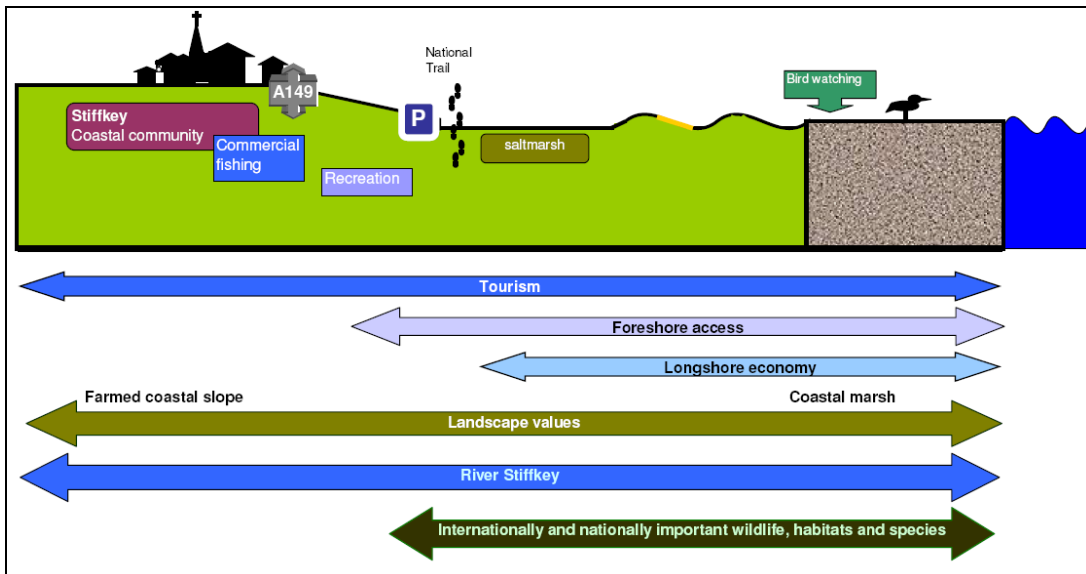 National
Trail
Bird watching
A149
Stiffkey
Coastal community
P
Commercial
fishing
saltmarsh
Recreation
Tourism
Foreshore access
Longshore economy
Farmed coastal slope
Coastal marsh
Landscape values
River Stiffkey
Internationally and nationally important wildlife, habitats and species